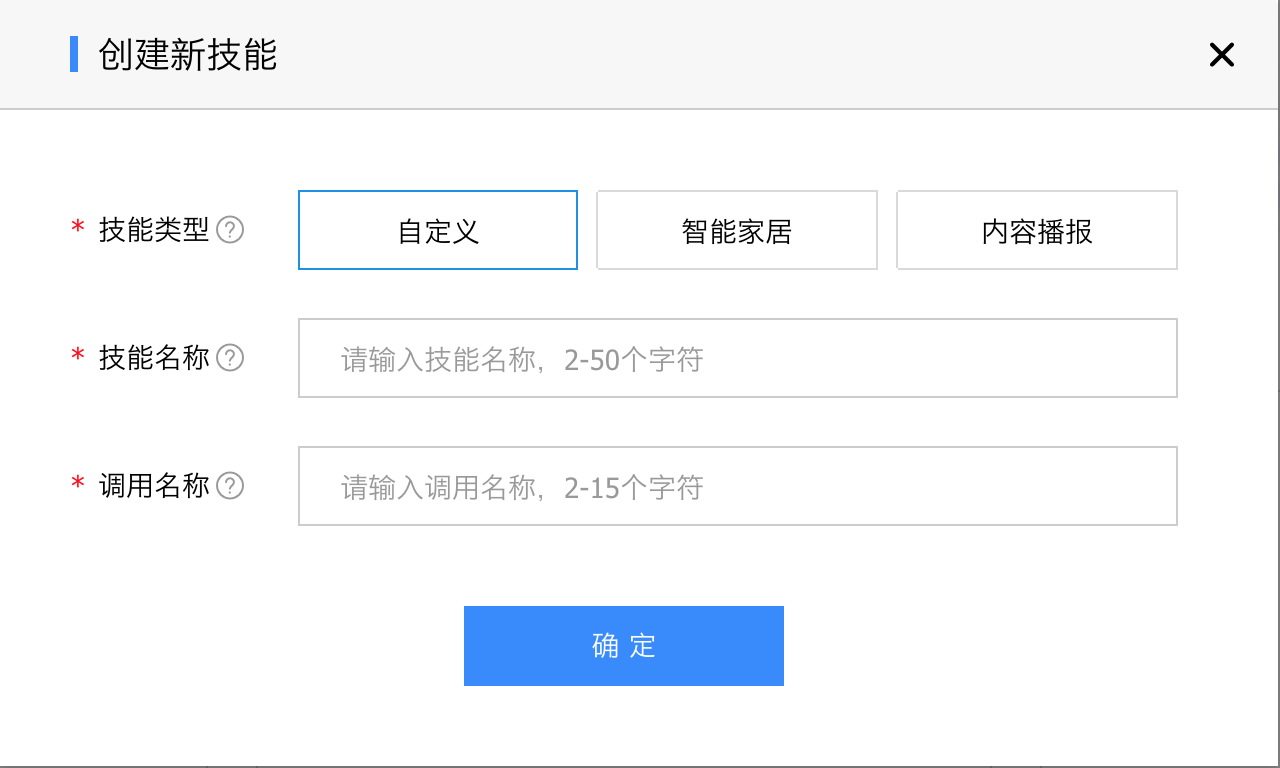 创建新技能
* 技能类型 ? 自定义 智能家居 内容播报
* 技能名称 ? 请输入技能名称，2-50个字符
* 调用名称 ? 请输入调用名称，2-15个字符
确 定